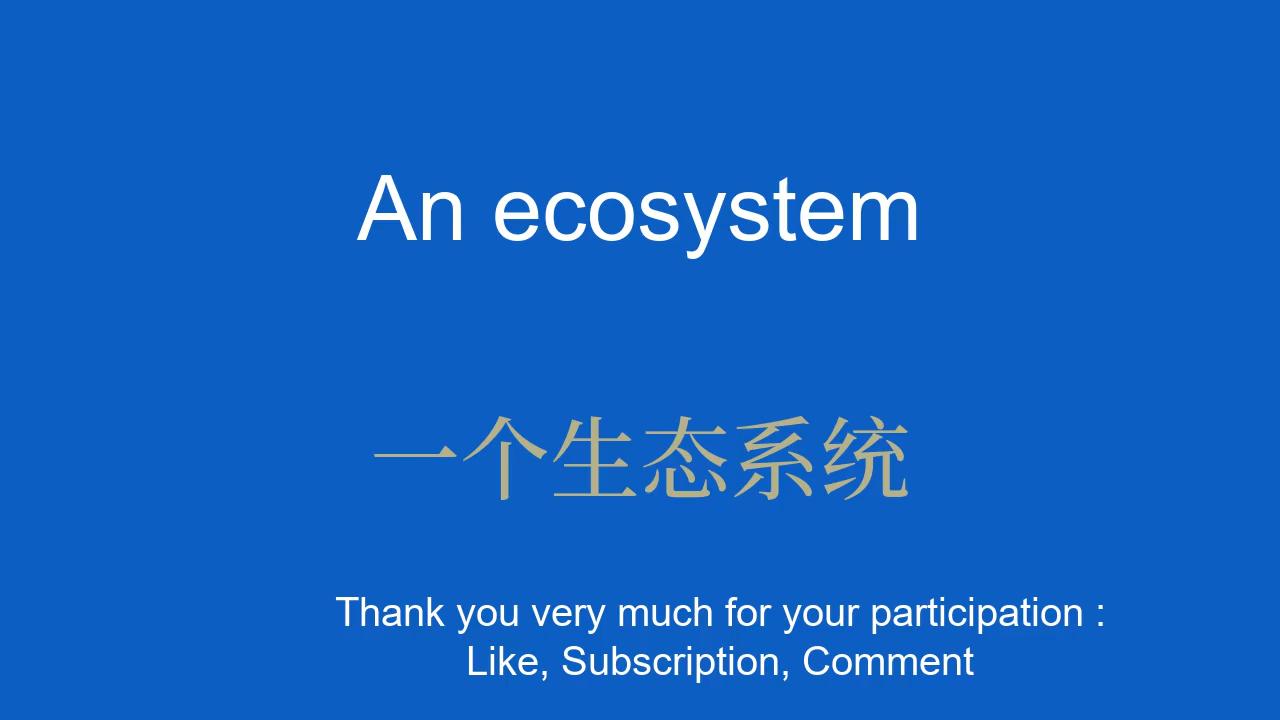 An ecosystem
一个生态系统
Thank you very much for your participation :
Like, Subscription, Comment